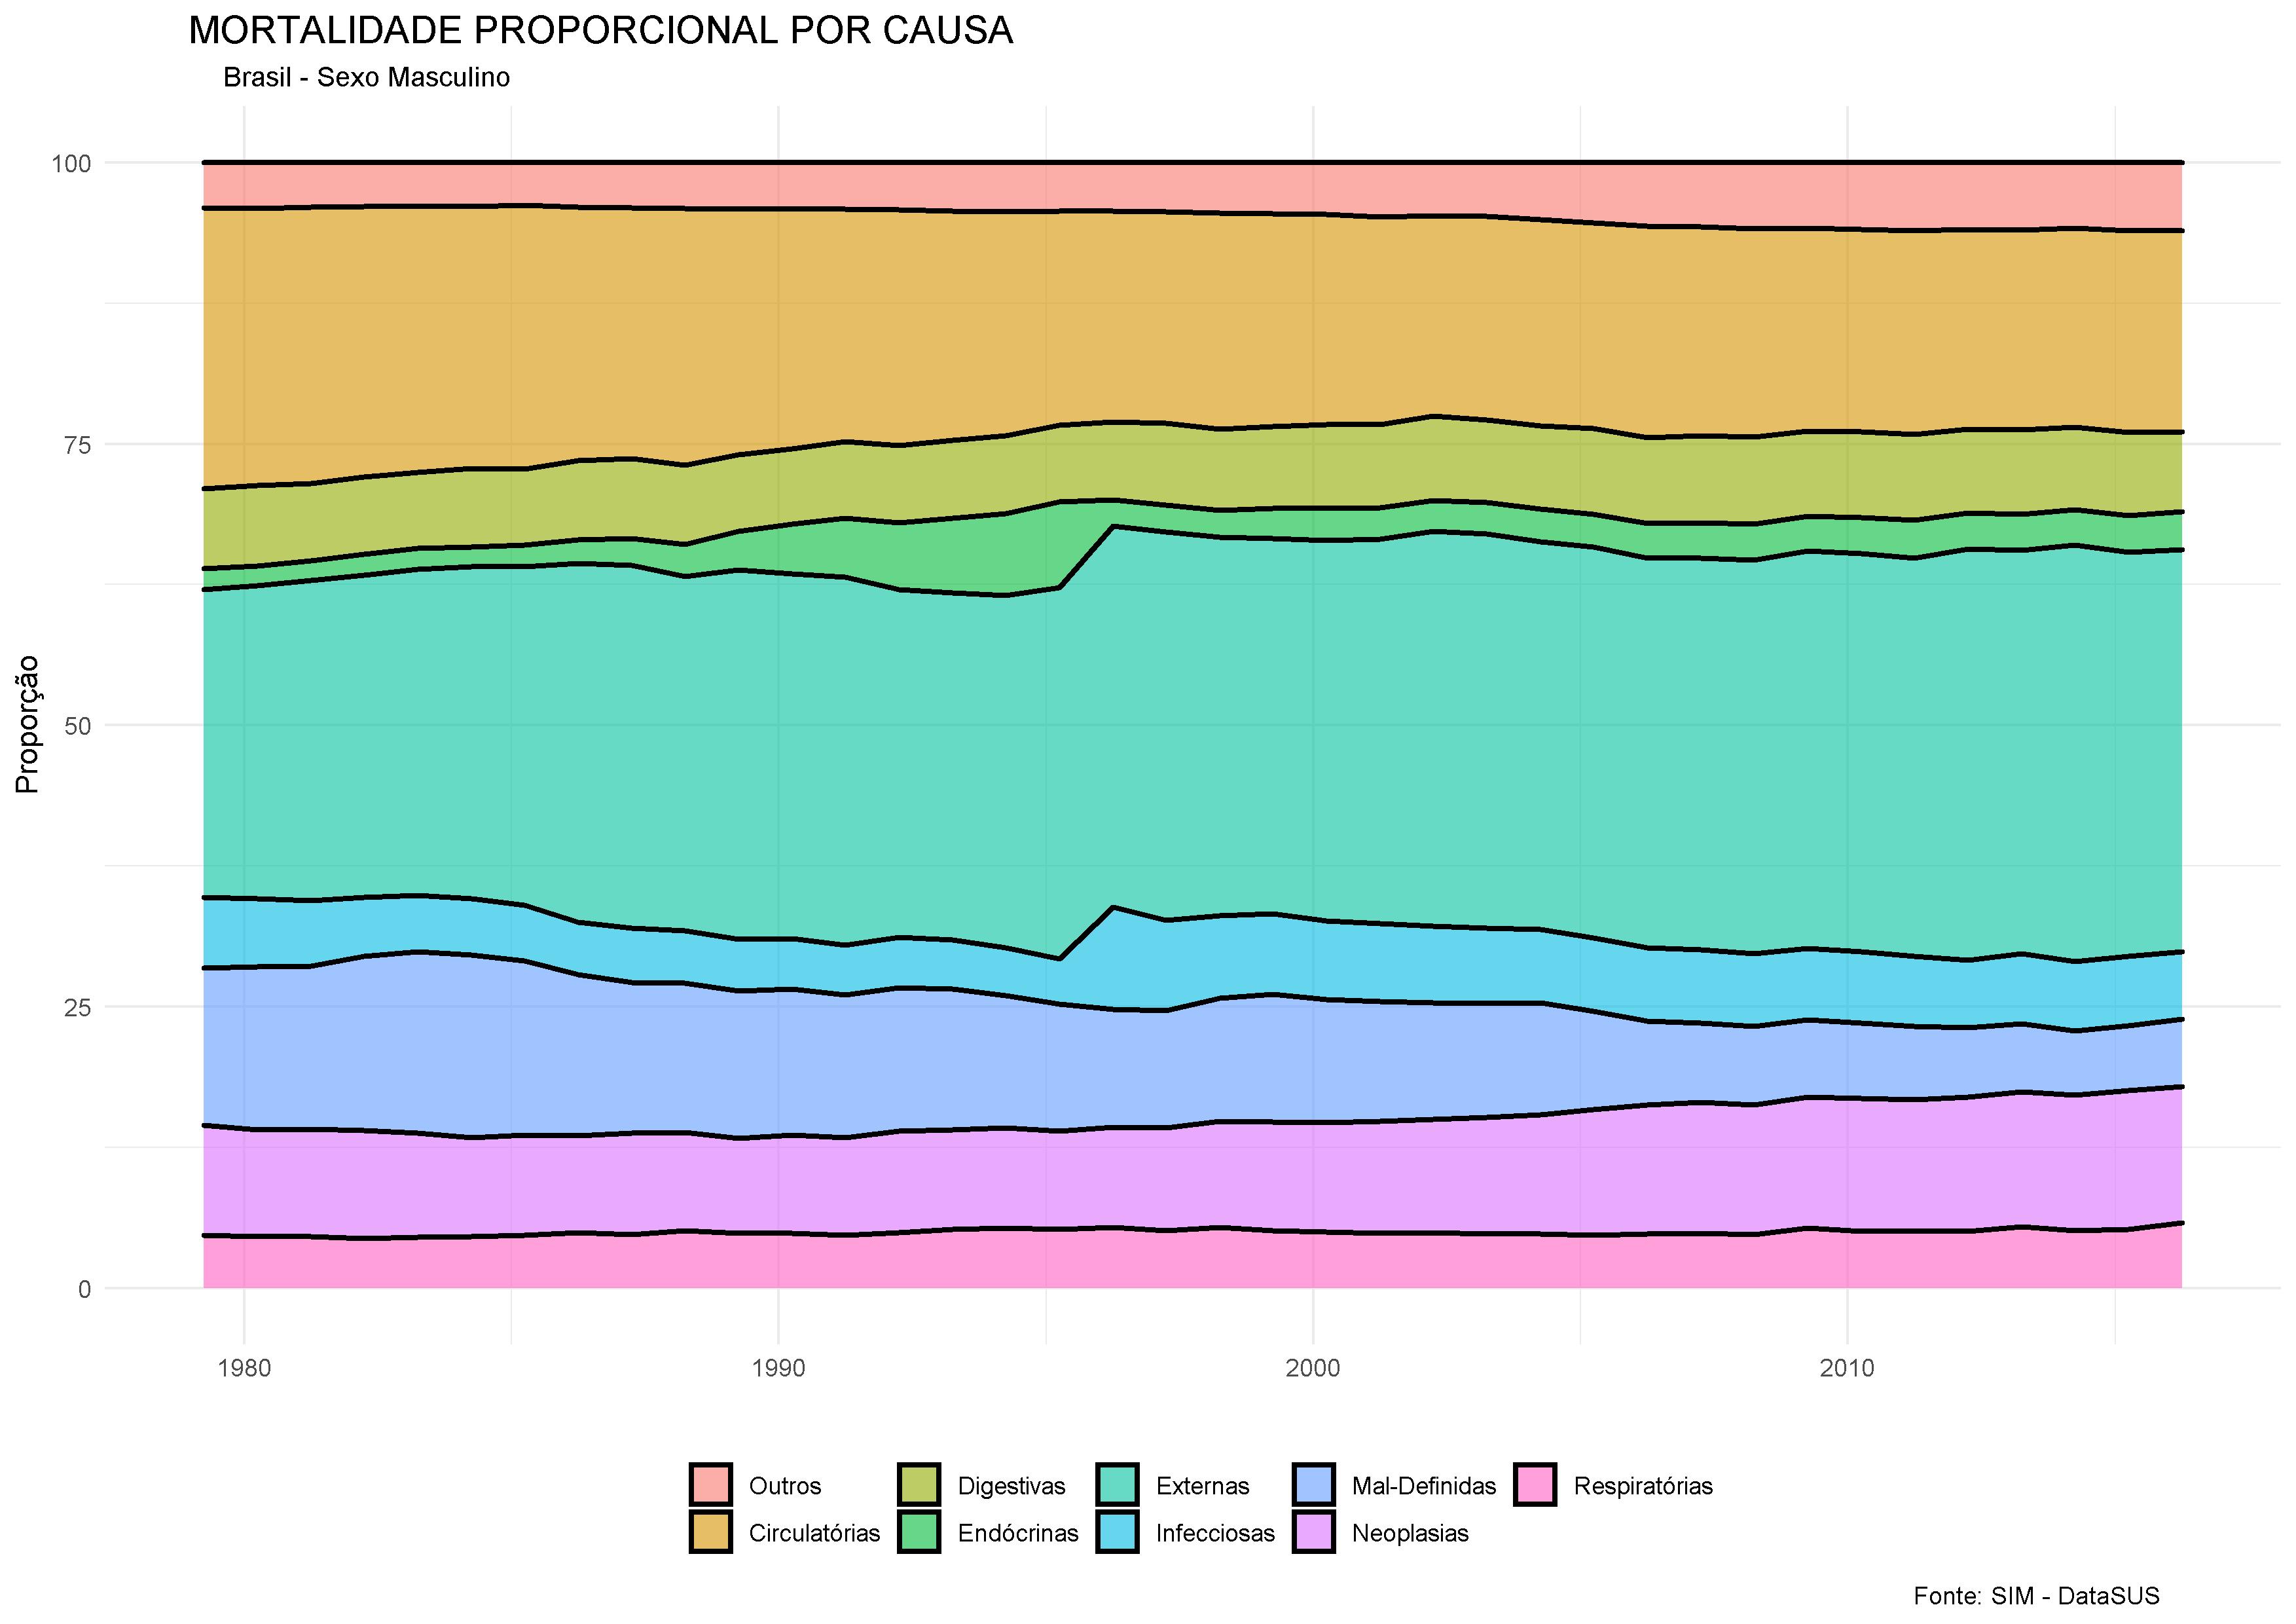 MORTALIDADE PROPORCIONAL POR CAUSA
Brasil - Sexo Masculino
Proporção
100
75
50
25
0
1980
1990
2000
2010
Outros
Digestivas
Externas
Mal-Definidas
Respiratórias
Circulatórias
Endócrinas
Infecciosas
Neoplasias
Fonte: SIM - DataSUS